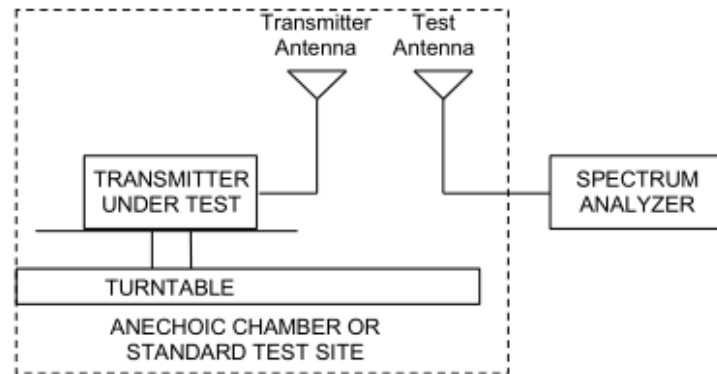 Transmitter
Antenna
Test
Antenna
TRANSMITTER
UNDER TEST
SPECTRUM
ANALYZER
TURNTABLE
ANECHOIC CHAMBER OR
STANDARD TEST SITE